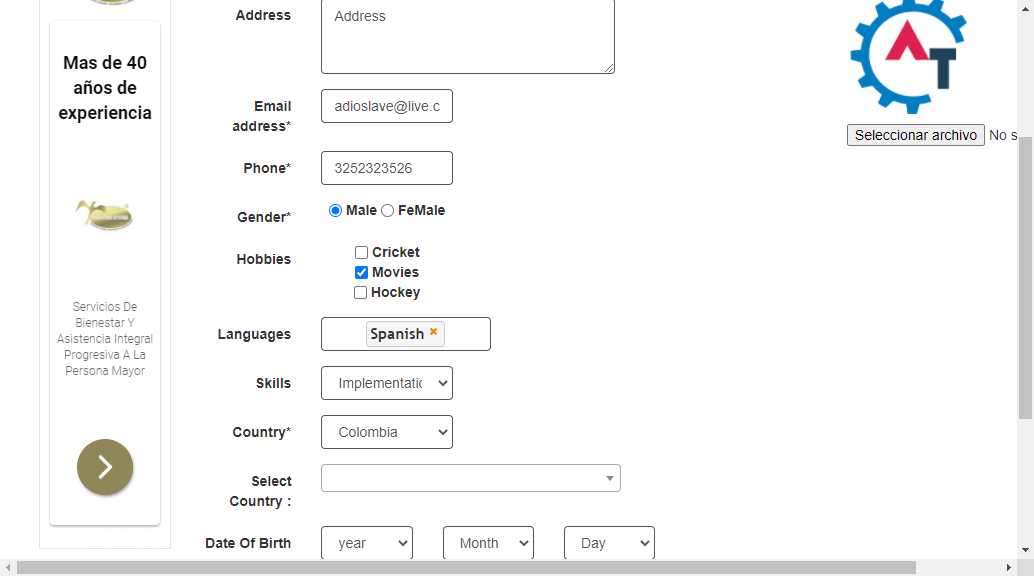 Mas de 40
años de
experiencia
Servicios De
Bienestar Y
Asistencia Integral
Progresiva A La
Persona Mayor
Address
Address
Email
address*
adioslave@live.c
Phone*
3252323526
Gender*
Male FeMale
Hobbies
Cricket
Movies
Hockey
Languages
Spanish ×
Skills
Implementatic
Country*
Colombia
Select
Country :
Date Of Birth
year Month Day
AT
Seleccionar archivo No s